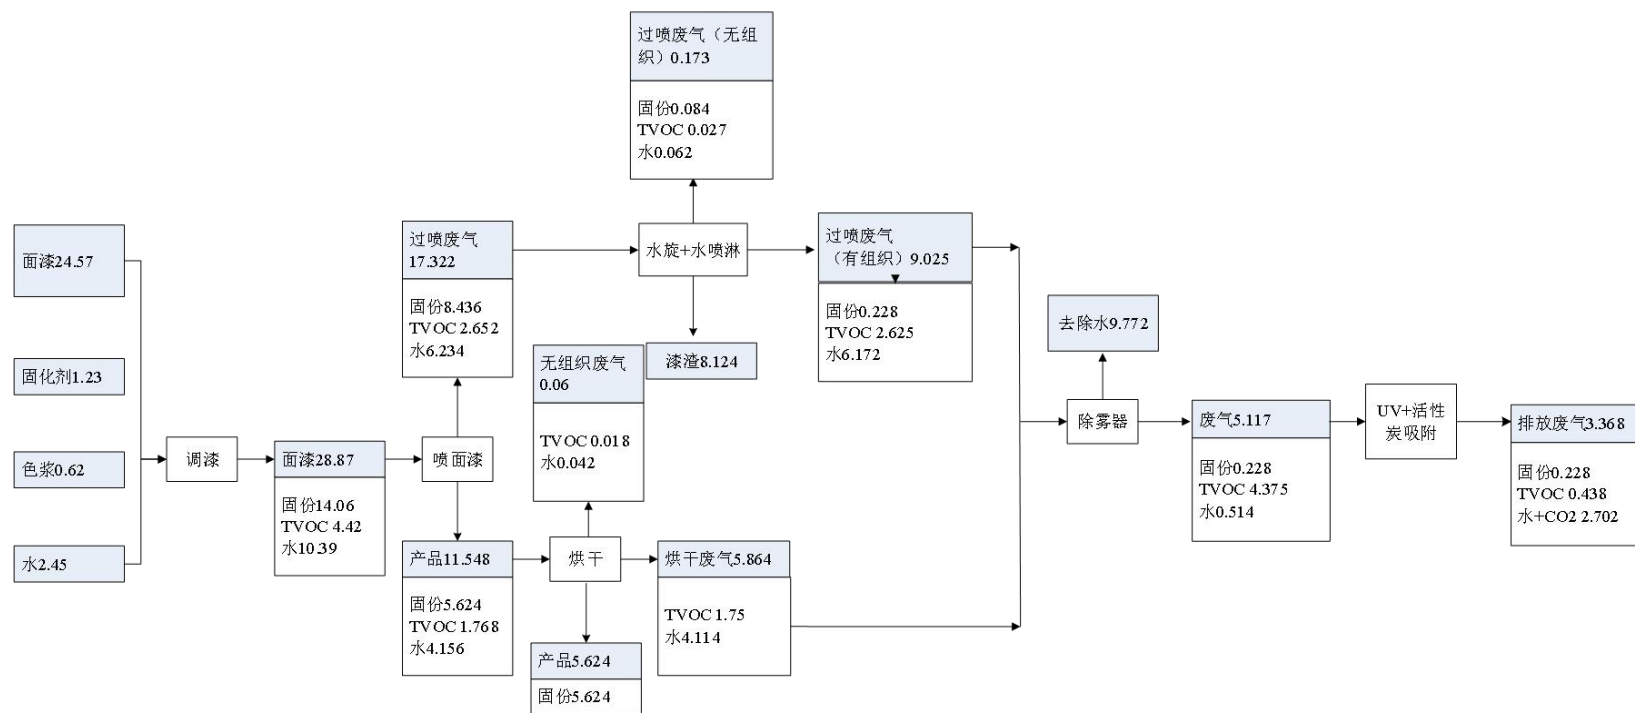 过喷废气（无组
织）0.173
固份0.084
TVOC 0.027
水0.062
面漆24.57
固化剂1.23
色浆0.62
水2.45
调漆
面漆28.87
固份14.06
TVOC 4.42
水10.39
喷面漆
过喷废气
17.322
固份8.436
TVOC 2.652
水6.234
水旋+水喷淋
漆渣8.124
过喷废气
（有组织）9.025
固份0.228
TVOC 2.625
水6.172
无组织废气
0.06
TVOC 0.018
水0.042
产品11.548
固份5.624
TVOC 1.768
水4.156
烘干
烘干废气5.864
TVOC 1.75
水4.114
产品5.624
固份5.624
去除水9.772
除雾器
废气5.117
固份0.228
TVOC 4.375
水0.514
UV+活性
炭吸附
排放废气3.368
固份0.228
TVOC 0.438
水+CO2 2.702